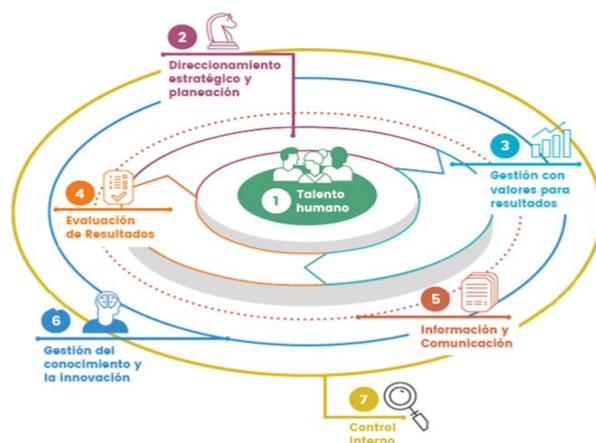 2
Direccionamiento
estratégico y
planeación
3
Gestión con
valores para
resultados
1 Talento
humano
4
Evaluación
de Resultados
5
Información y
Comunicación
6
Gestión del
conocimiento y
la innovación
7
Control
Interno